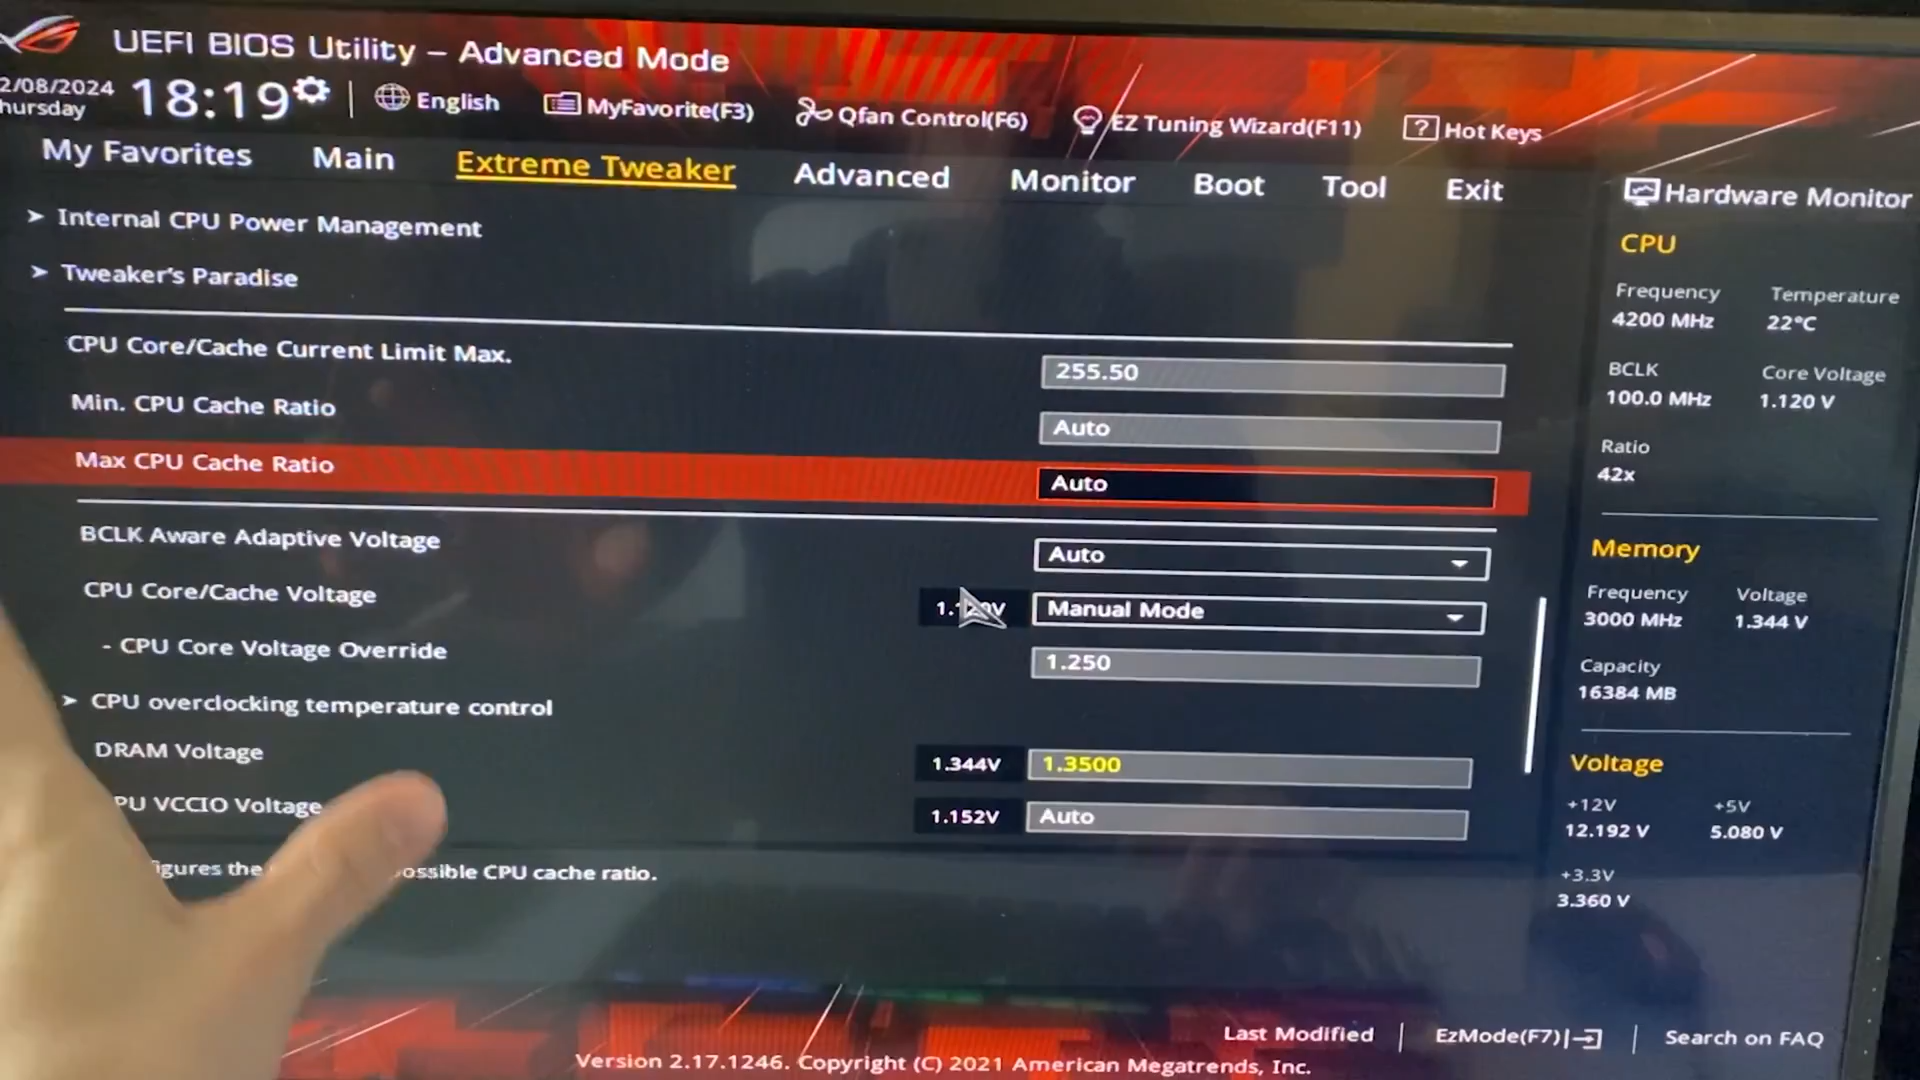 UEFI BIOS Utility – Advanced Mode
2/08/2024
hursday
18:19
English
MyFavorite(F3)
Qfan Control(F6)
EZ Tuning Wizard(F11)
? Hot Keys
My Favorites
Main
Extreme Tweaker
Advanced
Monitor
Boot
Tool
Exit
Internal CPU Power Management
Tweaker's Paradise
CPU Core/Cache Current Limit Max. 255.50
Min. CPU Cache Ratio Auto
Max CPU Cache Ratio Auto
BCLK Aware Adaptive Voltage Auto
CPU Core/Cache Voltage Manual Mode
- CPU Core Voltage Override 1.250
CPU overclocking temperature control
DRAM Voltage 1.344V 1.3500
PU VCCIO Voltage 1.152V Auto
igures the ossible CPU cache ratio.
Hardware Monitor
CPU
Frequency Temperature
4200 MHz 22°C
BCLK Core Voltage
100.0 MHz 1.120 V
Ratio
42x
Memory
Frequency Voltage
3000 MHz 1.344 V
Capacity
16384 MB
Voltage
+12V +5V
12.192 V 5.080 V
+3.3V
3.360 V
Last Modified
EzMode(F7)
Search on FAQ
Version 2.17.1246. Copyright (C) 2021 American Megatrends, Inc.